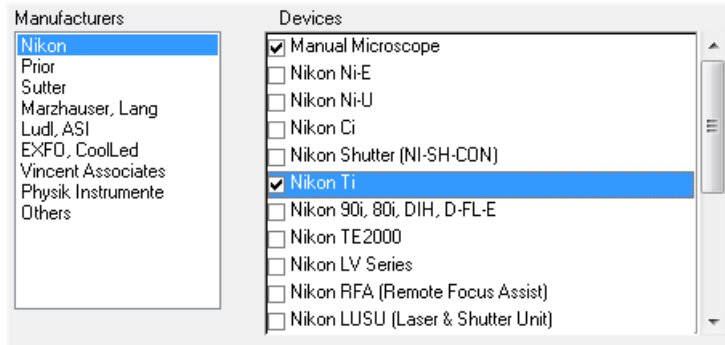 Manufacturers
Nikon
Prior
Sutter
Marzhauser, Lang
Ludl, ASI
EXFO, CoolLed
Vincent Associates
Physik Instrumente
Others
Devices
Manual Microscope
Nikon Ni-E
Nikon Ni-U
Nikon Ci
Nikon Shutter (NI-SH-CON)
Nikon Ti
Nikon 90i, 80i, DIH, D-FL-E
Nikon TE2000
Nikon LV Series
Nikon RFA (Remote Focus Assist)
Nikon LUSU (Laser & Shutter Unit)